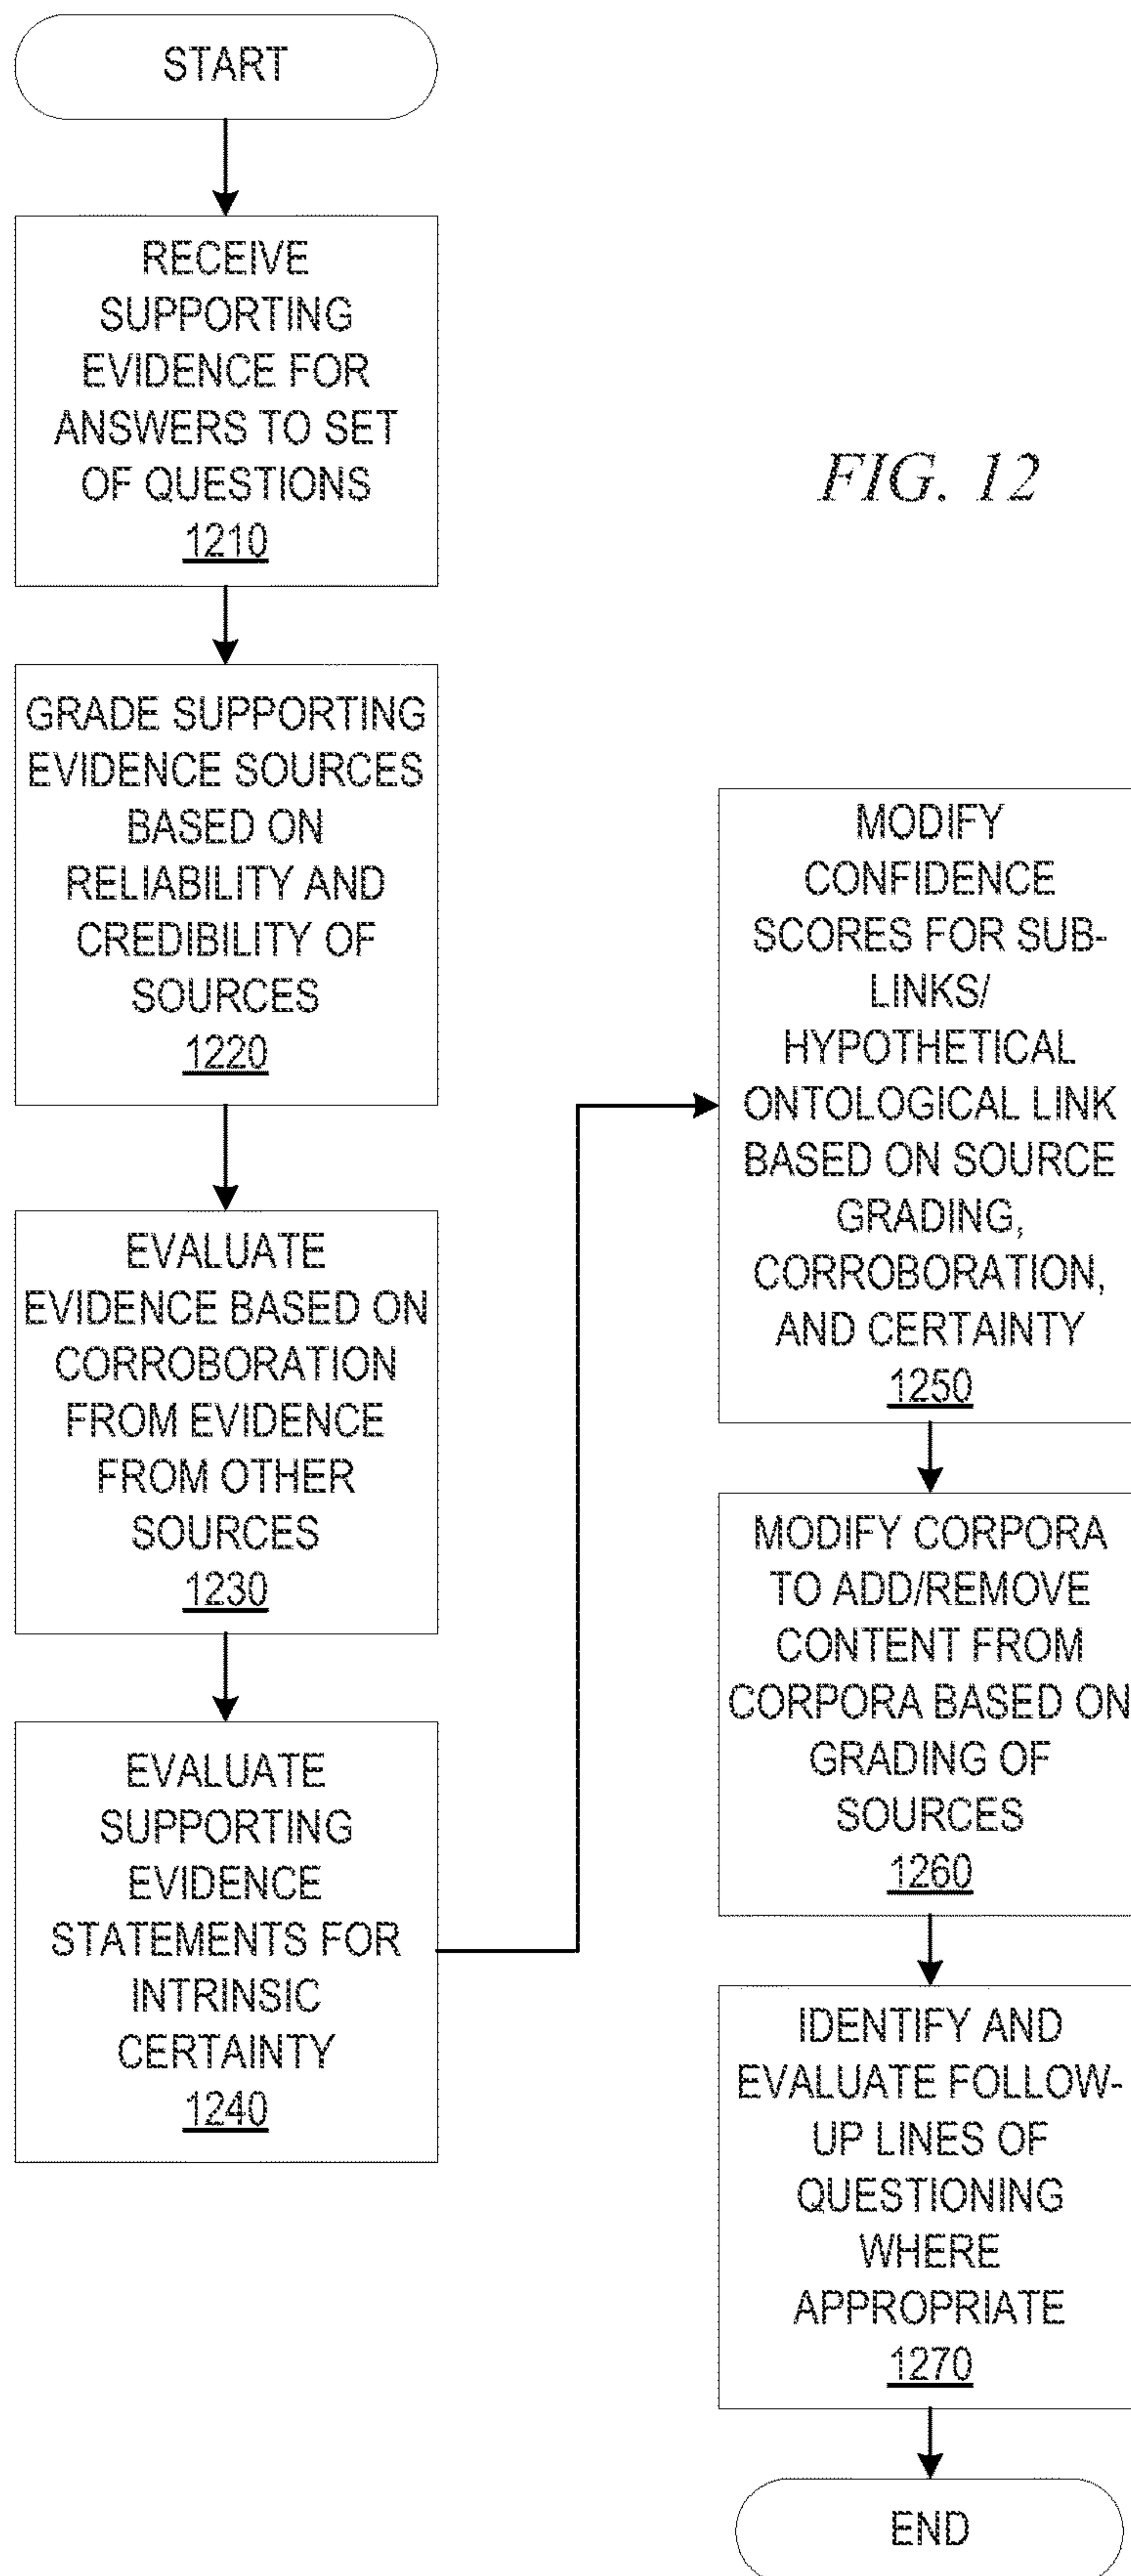 START
RECEIVE
SUPPORTING
EVIDENCE FOR
ANSWERS TO SET
OF QUESTIONS
1210
FIG. 12
GRADE SUPPORTING
EVIDENCE SOURCES
BASED ON
RELIABILITY AND
CREDIBILITY OF
SOURCES
1220
EVALUATE
EVIDENCE BASED ON
CORROBORATION
FROM EVIDENCE
FROM OTHER
SOURCES
1230
EVALUATE
SUPPORTING
EVIDENCE
STATEMENTS FOR
INTRINSIC
CERTAINTY
1240
MODIFY
CONFIDENCE
SCORES FOR SUB-
LINKS/
HYPOTHETICAL
ONTOLOGICAL LINK
BASED ON SOURCE
GRADING,
CORROBORATION,
AND CERTAINTY
1250
MODIFY CORPORA
TO ADD/REMOVE
CONTENT FROM
CORPORA BASED ON
GRADING OF
SOURCES
1260
IDENTIFY AND
EVALUATE FOLLOW-
UP LINES OF
QUESTIONING
WHERE
APPROPRIATE
1270
END